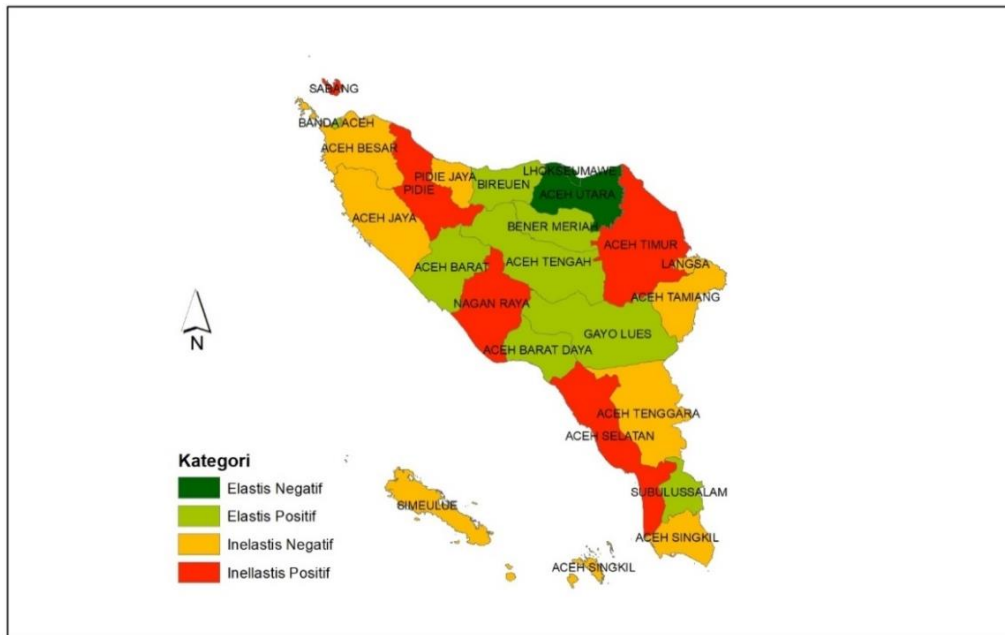 SABANG
BANDA ACEH
ACEH BESAR
PIDIE JAYA
PIDIE
BIREUEN
LHOKSEUMAWE
ACEH UTARA
ACEH JAYA
BENER MERIAH
ACEH TIMUR
ACEH BARAT
ACEH TENGAH
LANGSA
NAGAN RAYA
ACEH TAMIANG
GAYO LUES
ACEH BARAT DAYA
N
ACEH TENGGARA
ACEH SELATAN
SUBULUSSALAM
SIMEULUE
ACEH SINGKIL
ACEH SINGKIL
Kategori
Elastis Negatif
Elastis Positif
Inelastis Negatif
Inellastis Positif